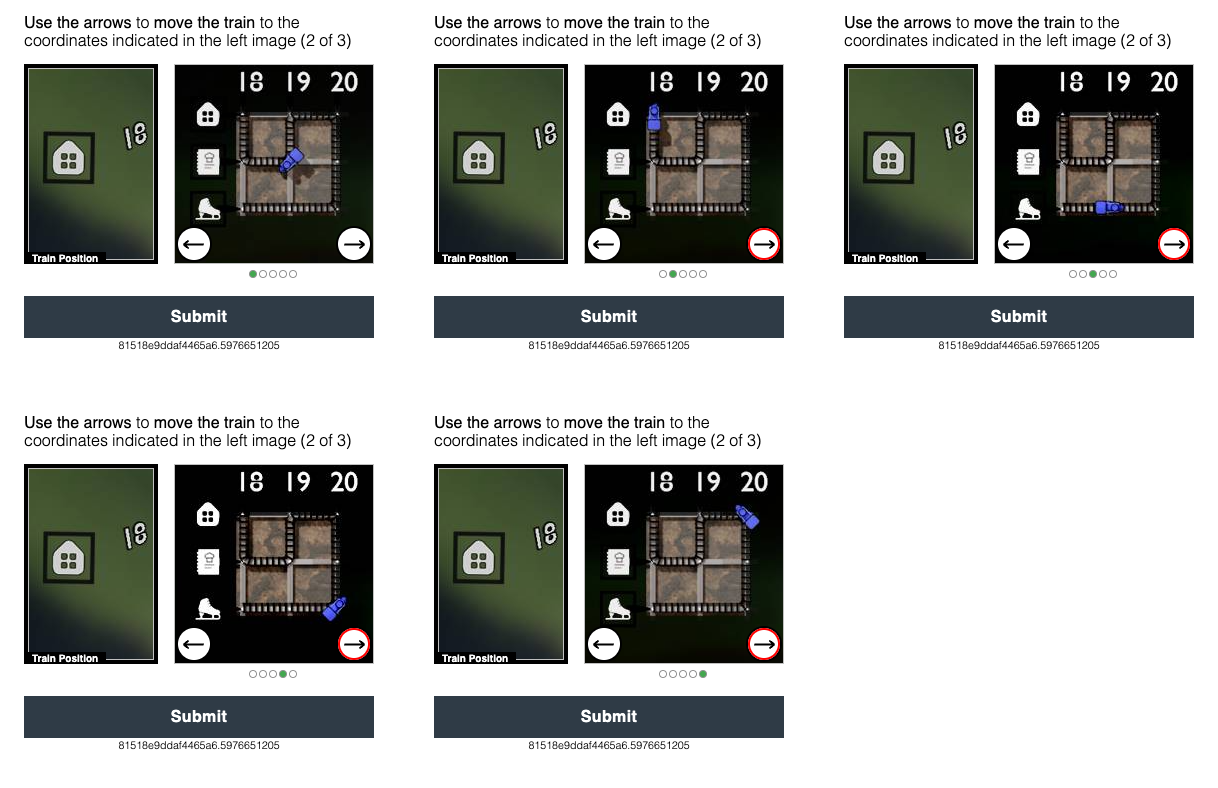 Use the arrows to move the train to the
coordinates indicated in the left image (2 of 3)
18
Train Position
18 19 20
Submit
81518e9ddaf4465a6.5976651205
Use the arrows to move the train to the
coordinates indicated in the left image (2 of 3)
18
Train Position
18 19 20
Submit
81518e9ddaf4465a6.5976651205
Use the arrows to move the train to the
coordinates indicated in the left image (2 of 3)
18
Train Position
18 19 20
Submit
81518e9ddaf4465a6.5976651205
Use the arrows to move the train to the
coordinates indicated in the left image (2 of 3)
18
Train Position
18 19 20
Submit
81518e9ddaf4465a6.5976651205
Use the arrows to move the train to the
coordinates indicated in the left image (2 of 3)
18
Train Position
18 19 20
Submit
81518e9ddaf4465a6.5976651205